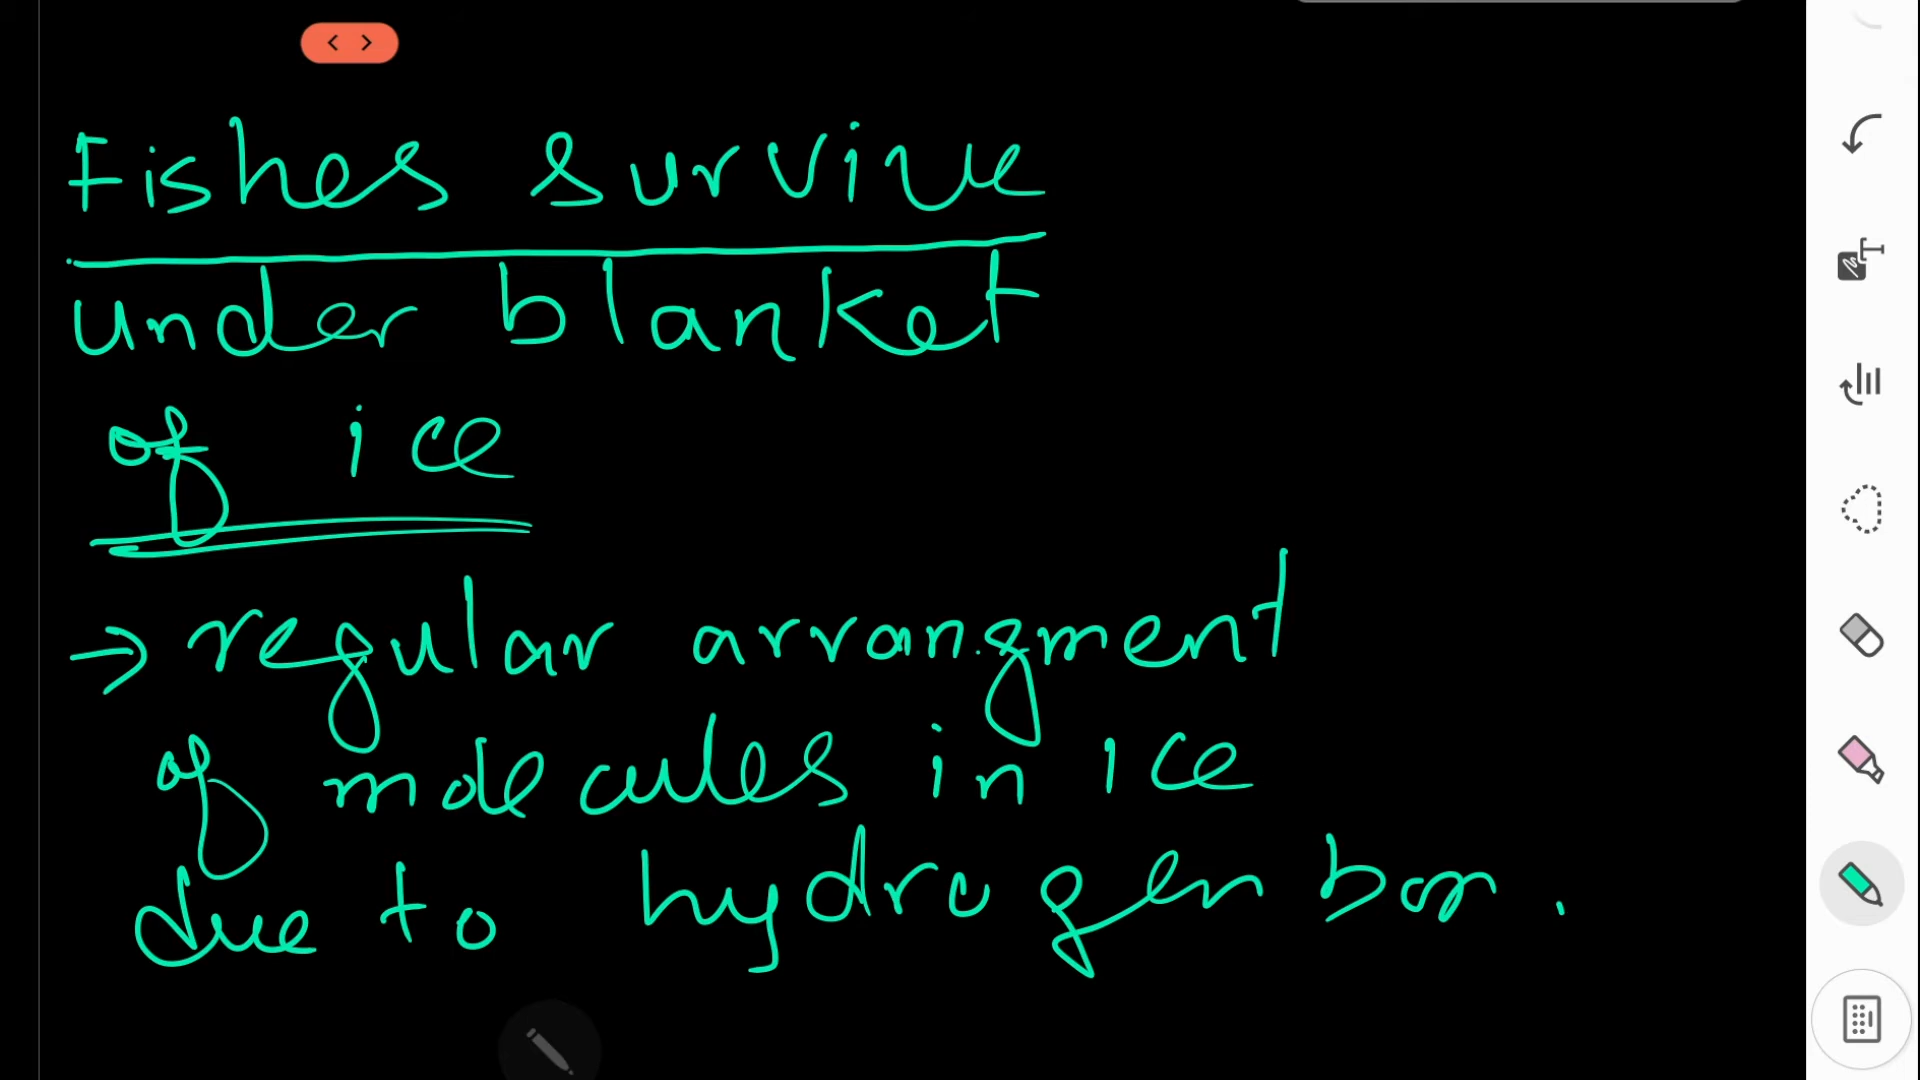 Fishes survive
under blanket
of ice
→ regular arrangment
of molecules in ice
due to hydrogen bon